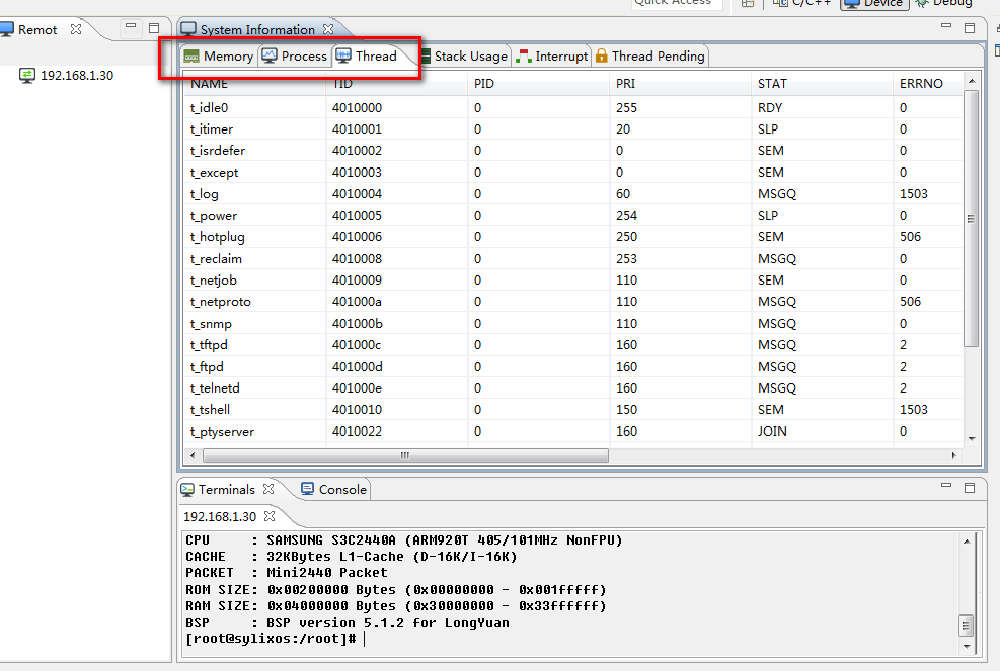 Quick Access
C/C++
Device
Debug
Remot
System Information
192.168.1.30
Memory Process Thread Stack Usage Interrupt Thread Pending
NAME TID PID PRI STAT ERRNO
t_idle0 4010000 0 255 RDY 0
t_itimer 4010001 0 20 SLP 0
t_isrdefer 4010002 0 0 SEM 0
t_except 4010003 0 0 SEM 0
t_log 4010004 0 60 MSGQ 1503
t_power 4010005 0 254 SLP 0
t_hotplug 4010006 0 250 SEM 506
t_reclaim 4010008 0 253 MSGQ 0
t_netjob 4010009 0 110 SEM 0
t_netproto 401000a 0 110 MSGQ 506
t_snmp 401000b 0 110 MSGQ 0
t_tftpd 401000c 0 160 MSGQ 2
t_ftpd 401000d 0 160 MSGQ 2
t_telnetd 401000e 0 160 MSGQ 2
t_tshell 4010010 0 150 SEM 1503
t_ptyserver 4010022 0 160 JOIN 0
Terminals Console
192.168.1.30
CPU : SAMSUNG S3C2440A (ARM920T 405/101MHz NonFPU)
CACHE : 32KBytes L1-Cache (D-16K/I-16K)
PACKET : Mini2440 Packet
ROM SIZE: 0x00200000 Bytes (0x00000000 - 0x001fffff)
RAM SIZE: 0x04000000 Bytes (0x30000000 - 0x33ffffff)
BSP : BSP version 5.1.2 for LongYuan
[root@sylixos:/root]#